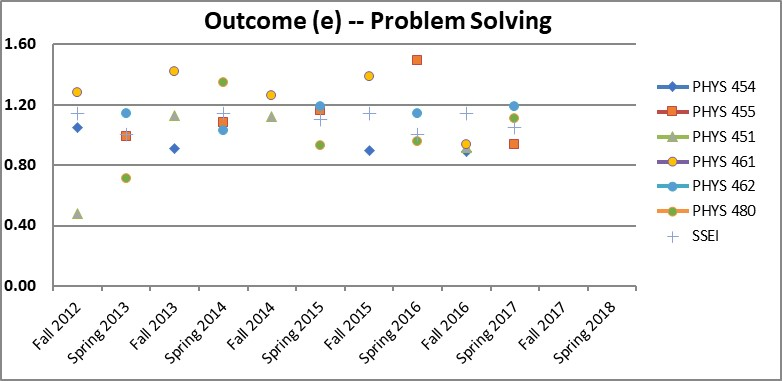 Outcome (e) -- Problem Solving
1.60
1.20
0.80
0.40
0.00
Fall 2012
Spring 2013
Fall 2013
Spring 2014
Fall 2014
Spring 2015
Fall 2015
Spring 2016
Fall 2016
Spring 2017
Fall 2017
Spring 2018
PHYS 454
PHYS 455
PHYS 451
PHYS 461
PHYS 462
PHYS 480
SSEI